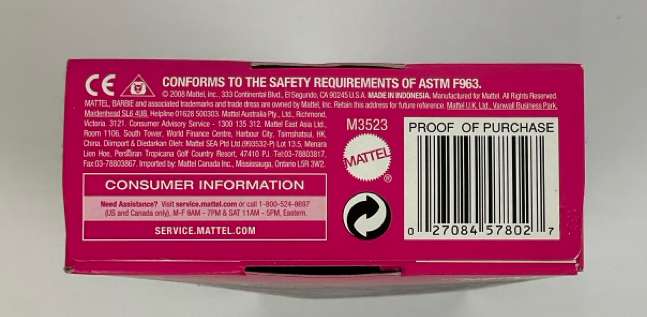 CE
CONFORMS TO THE SAFETY REQUIREMENTS OF ASTM F963.
© 2008 Mattel, Inc. 333 Continental Blvd., El Segundo, CA 90245 U.S.A. MADE IN INDONESIA. Manufactured for Mattel. All Rights Reserved.
MATTEL, BARBIE and associated trademarks and trade dress are owned by Mattel, Inc. Retain this address for future reference: Mattel U.K. Ltd., Vanwall Business Park,
Maidenhead SL6 4UB. Helpline 01628 500303. Mattel Australia Pty., Ltd., Richmond,
Victoria. 3121. Consumer Advisory Service - 1300 135 312. Mattel East Asia Ltd.,
Room 1106, South Tower, World Finance Centre, Harbour City, Tsimshatsui, HK,
China. Diimport & Diedarkan Oleh: Mattel SEA Ptd Ltd.(993532-P) Lot 13.5, Menara
Lien Hoe, Persiaran Tropicana Golf Country Resort, 47410 PJ. Tel:03-78803817,
Fax:03-78803867. Imported by: Mattel Canada Inc., Mississauga, Ontario L5R 3W2.
CONSUMER INFORMATION
Need Assistance? Visit service.mattel.com or call 1-800-524-8697
(US and Canada only), M-F 9AM - 7PM & SAT 11AM - 5PM, Eastern.
SERVICE.MATTEL.COM
M3523
MATTEL
PROOF OF PURCHASE
0 27084 57802 7